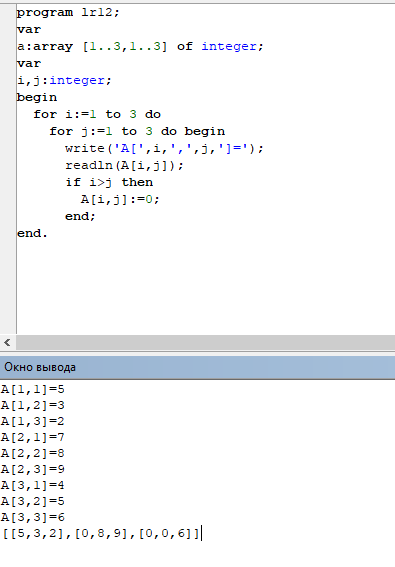 program lr12;
var
a:array [1..3,1..3] of integer;
var
i,j:integer;
begin
  for i:=1 to 3 do
    for j:=1 to 3 do begin
      write('A[',i,',',j,']=');
      readln(A[i,j]);
      if i>j then
        A[i,j]:=0;
      end;
end.
Окно вывода
A[1,1]=5
A[1,2]=3
A[1,3]=2
A[2,1]=7
A[2,2]=8
A[2,3]=9
A[3,1]=4
A[3,2]=5
A[3,3]=6
[[5,3,2],[0,8,9],[0,0,6]]